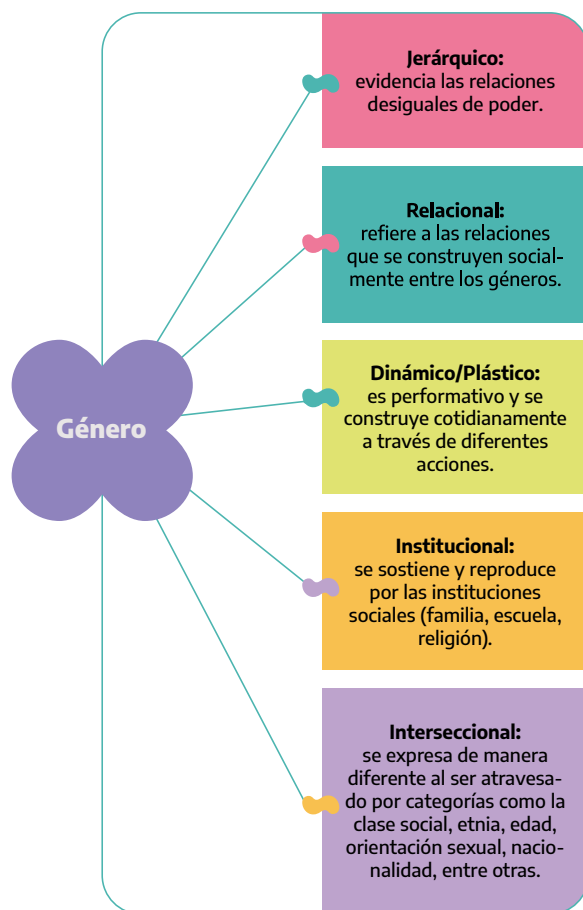 Jerárquico:
evidencia las relaciones
desiguales de poder.
Relacional:
refiere a las relaciones
que se construyen social-
mente entre los géneros.
Género
Dinámico/Plástico:
es performativo y se
construye cotidianamente
a través de diferentes
acciones.
Institucional:
se sostiene y reproduce
por las instituciones
sociales (familia, escuela,
religión).
Interseccional:
se expresa de manera
diferente al ser atravesa-
do por categorías como la
clase social, etnia, edad,
orientación sexual, nacio-
nalidad, entre otras.